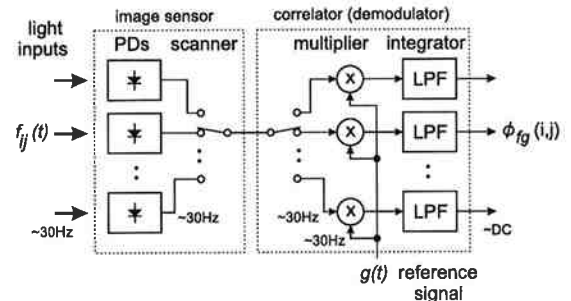 image sensor
correlator (demodulator)
light
inputs
PDs
scanner
multiplier
integrator
X
LPF
f_ij (t)
X
LPF
ϕ_fg (i,j)
~30Hz
~30Hz
~30Hz
~30Hz
X
LPF
~DC
g(t) reference
signal